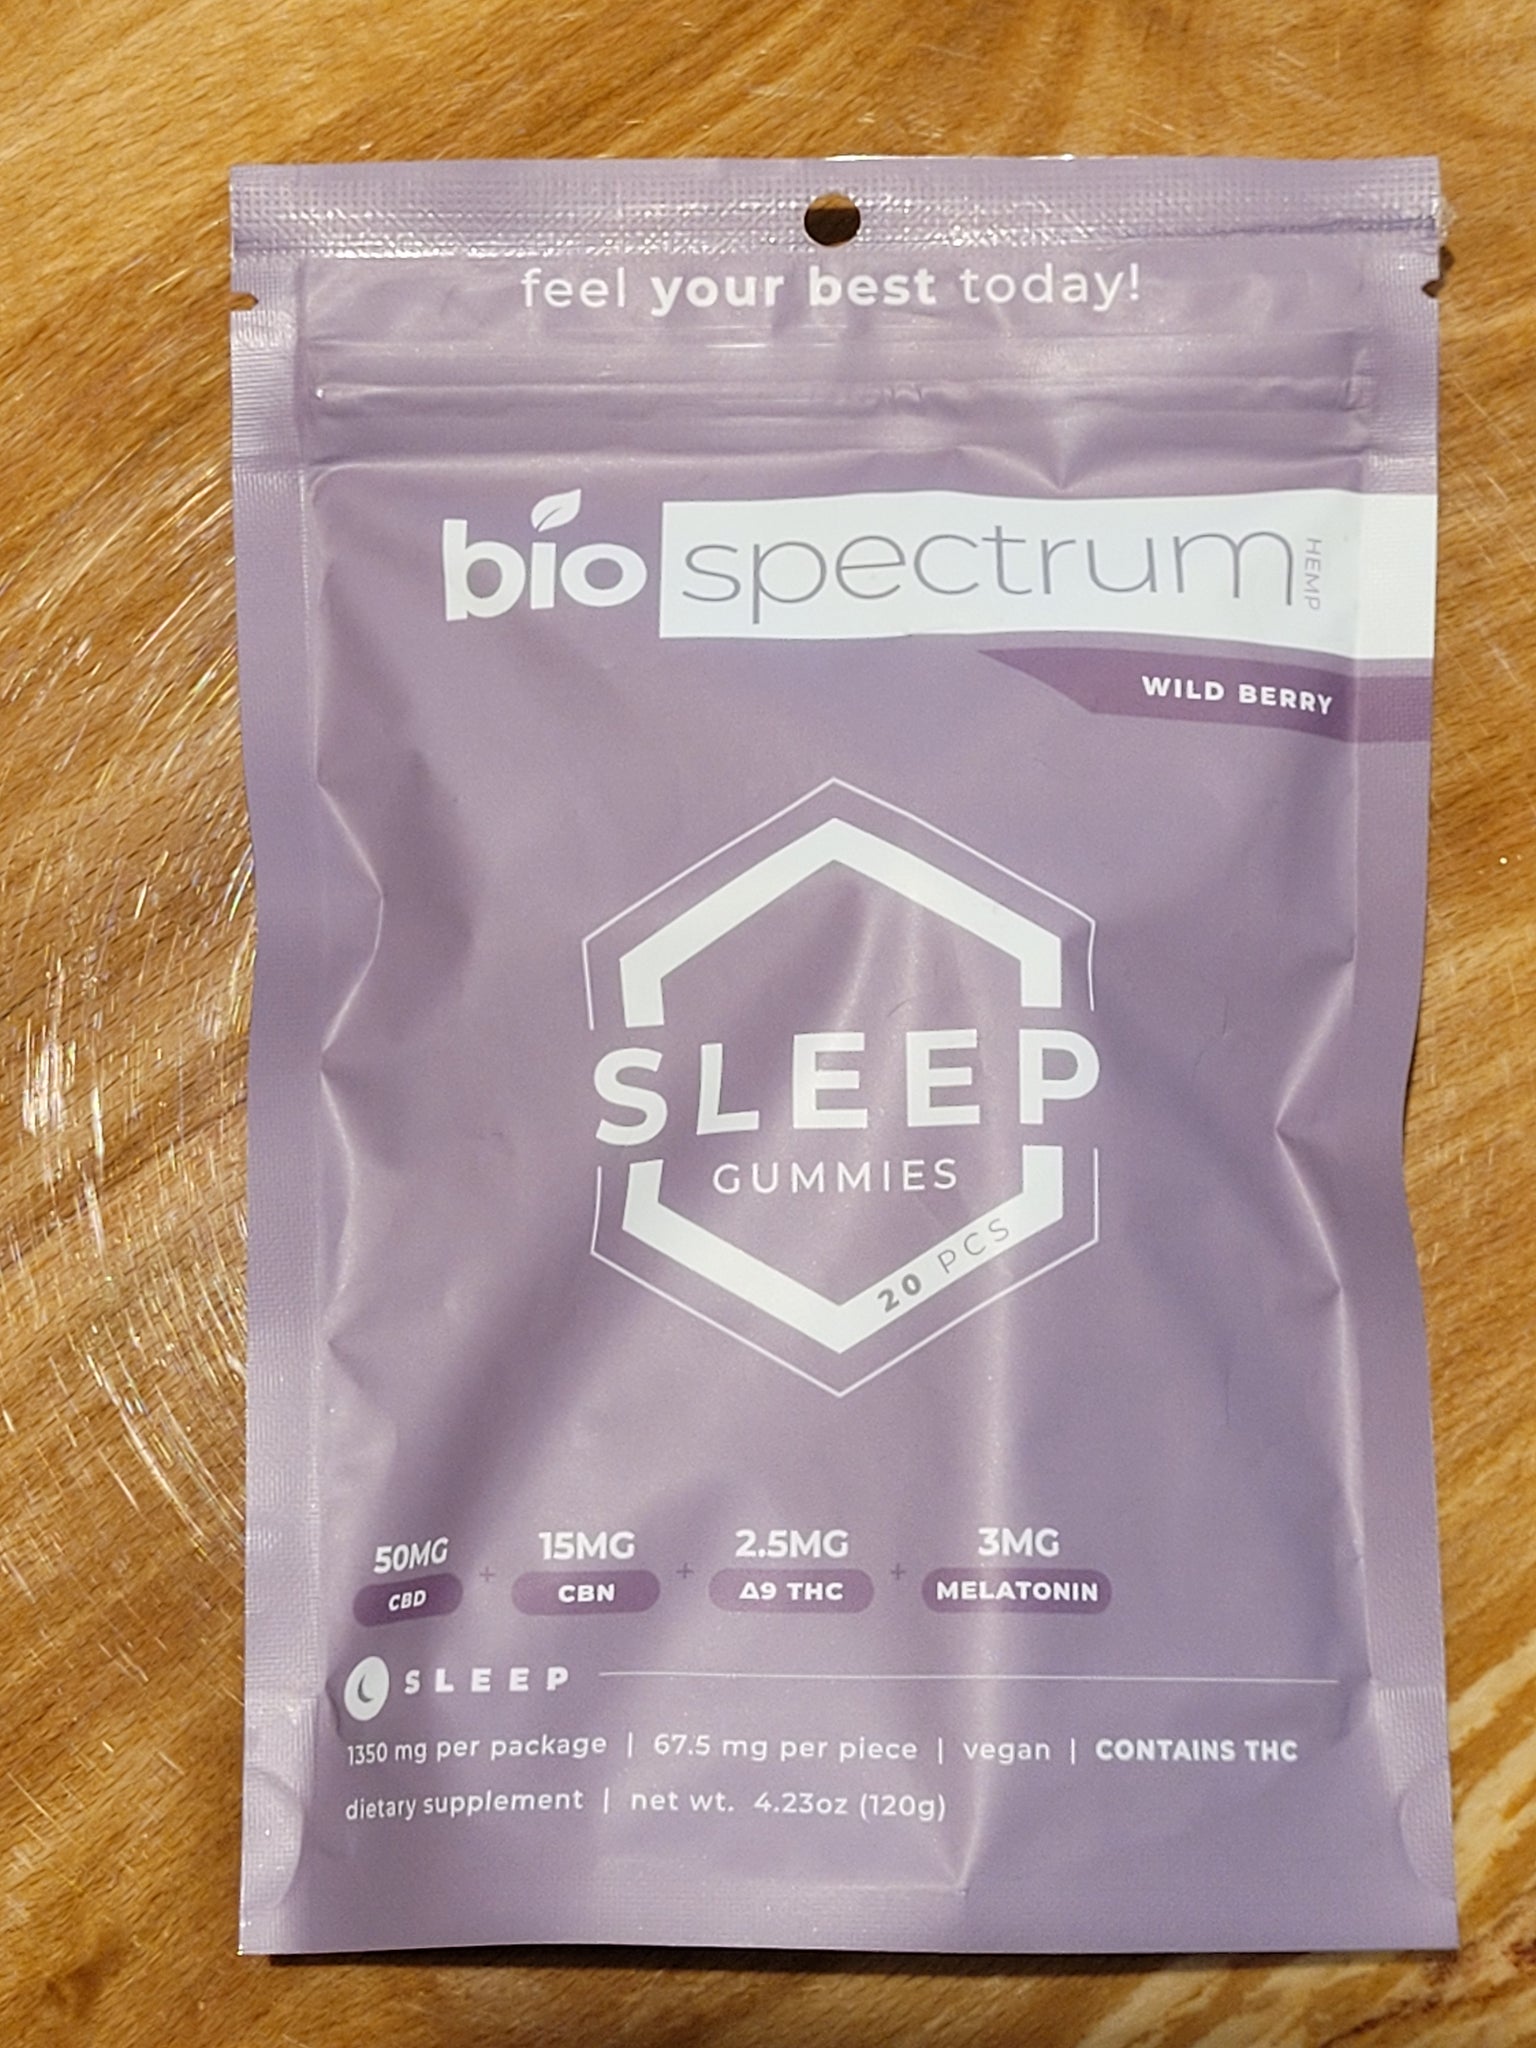 feel your best today!
bio spectrum HEMP
WILD BERRY
SLEEP
GUMMIES
20 PCS
50MG + 15MG + 2.5MG + 3MG
CBD CBN Δ9 THC MELATONIN
SLEEP
1350 mg per package | 67.5 mg per piece | vegan | CONTAINS THC
dietary supplement | net wt. 4.23oz (120g)